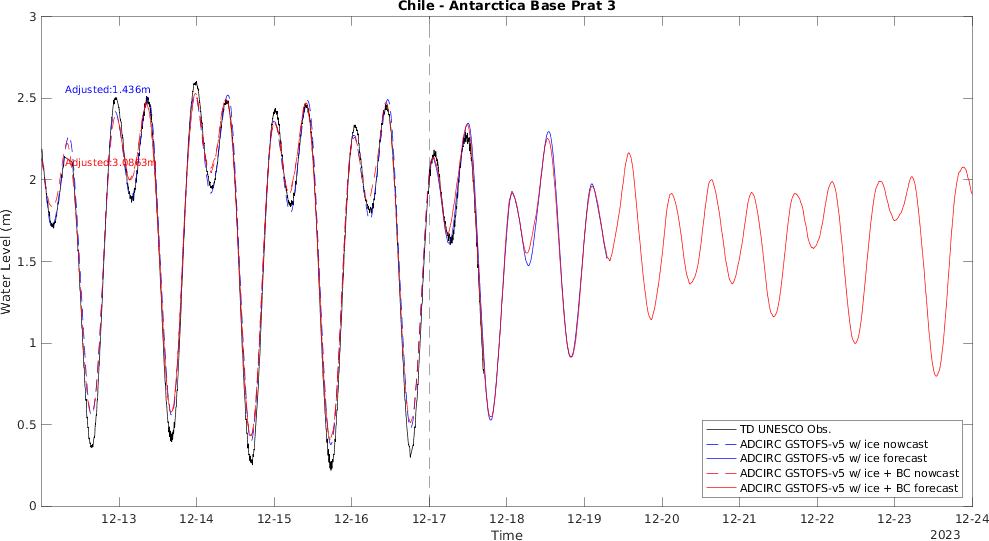 Chile - Antarctica Base Prat 3
3
2.5
2
1.5
1
0.5
0
Water Level (m)
Adjusted:1.436m
Adjusted:3.0863m
TD UNESCO Obs.
ADCIRC GSTOFS-v5 w/ ice nowcast
ADCIRC GSTOFS-v5 w/ ice forecast
ADCIRC GSTOFS-v5 w/ ice + BC nowcast
ADCIRC GSTOFS-v5 w/ ice + BC forecast
12-13 12-14 12-15 12-16 12-17 12-18 12-19 12-20 12-21 12-22 12-23 12-24
Time
2023